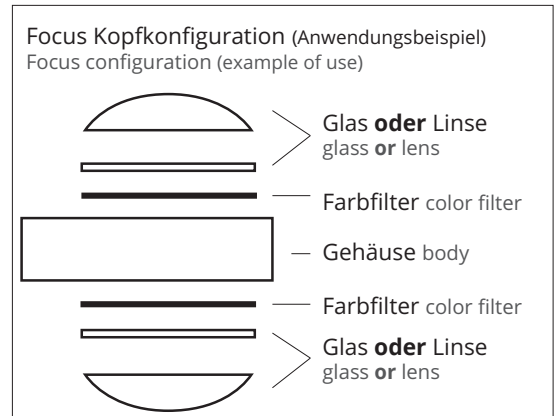 Focus Kopfkonfiguration (Anwendungsbeispiel)
Focus configuration (example of use)
Glas oder Linse
glass or lens
Farbfilter color filter
Gehäuse body
Farbfilter color filter
Glas oder Linse
glass or lens